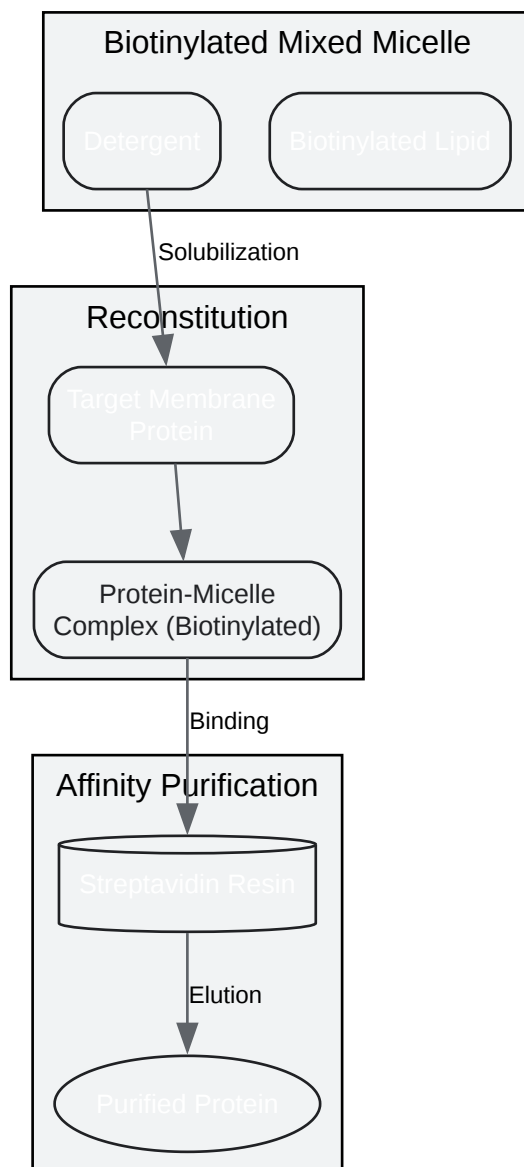 Biotinylated Mixed Micelle
Detergent
Biotinylated Lipid
Solubilization
Reconstitution
Target Membrane
Protein
Protein-Micelle
Complex (Biotinylated)
Binding
Affinity Purification
Streptavidin Resin
Elution
Purified Protein